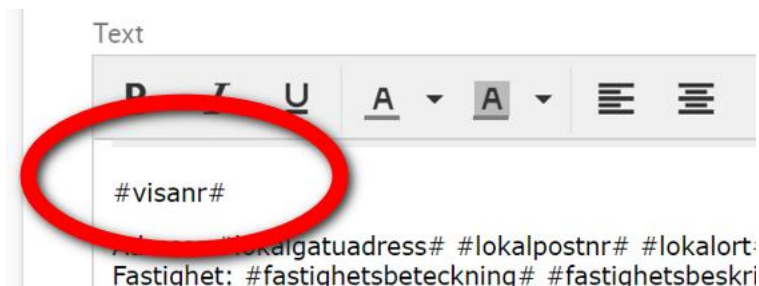 Text
B I U A A
#visanr#
#lokalgatuadress# #lokalpostnr# #lokalort#
Fastighet: #fastighetsbeteckning# #fastighetsbeskri